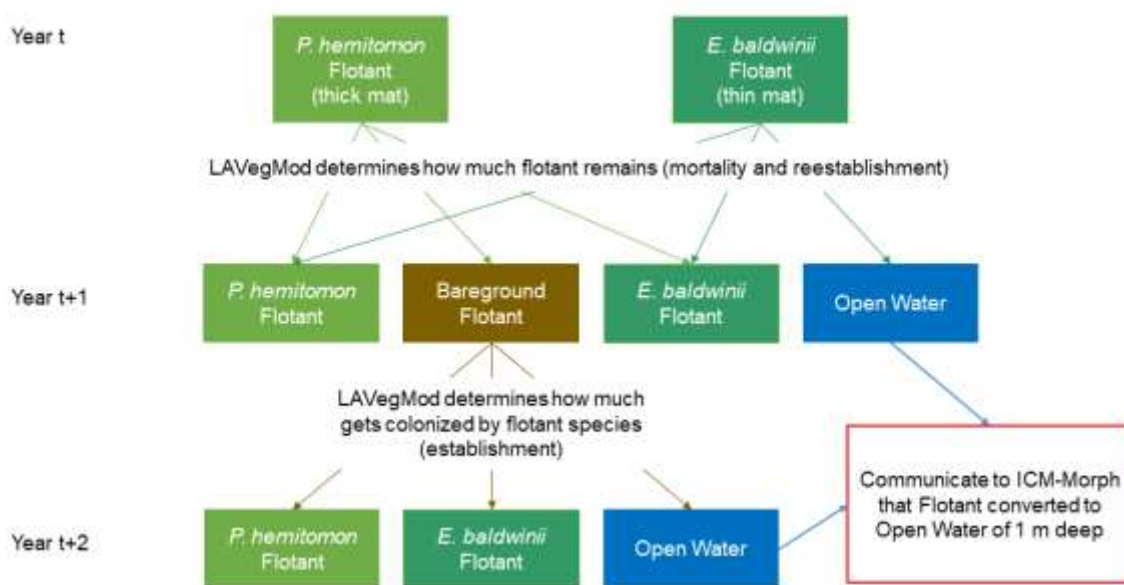 Year t
P. hemitomon
Flotant
(thick mat)
E. baldwinii
Flotant
(thin mat)
LAVegMod determines how much flotant remains (mortality and reestablishment)
Year t+1
P. hemitomon
Flotant
Bareground
Flotant
E. baldwinii
Flotant
Open Water
LAVegMod determines how much
gets colonized by flotant species
(establishment)
Communicate to ICM-Morph
that Flotant converted to
Open Water of 1 m deep
Year t+2
P. hemitomon
Flotant
E. baldwinii
Flotant
Open Water